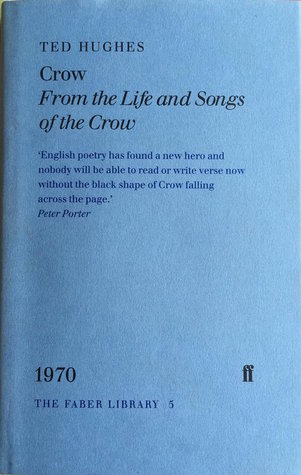 TED HUGHES
Crow
From the Life and Songs
of the Crow
‘English poetry has found a new hero and
nobody will be able to read or write verse now
without the black shape of Crow falling
across the page.’
Peter Porter
1970 ff
THE FABER LIBRARY 5